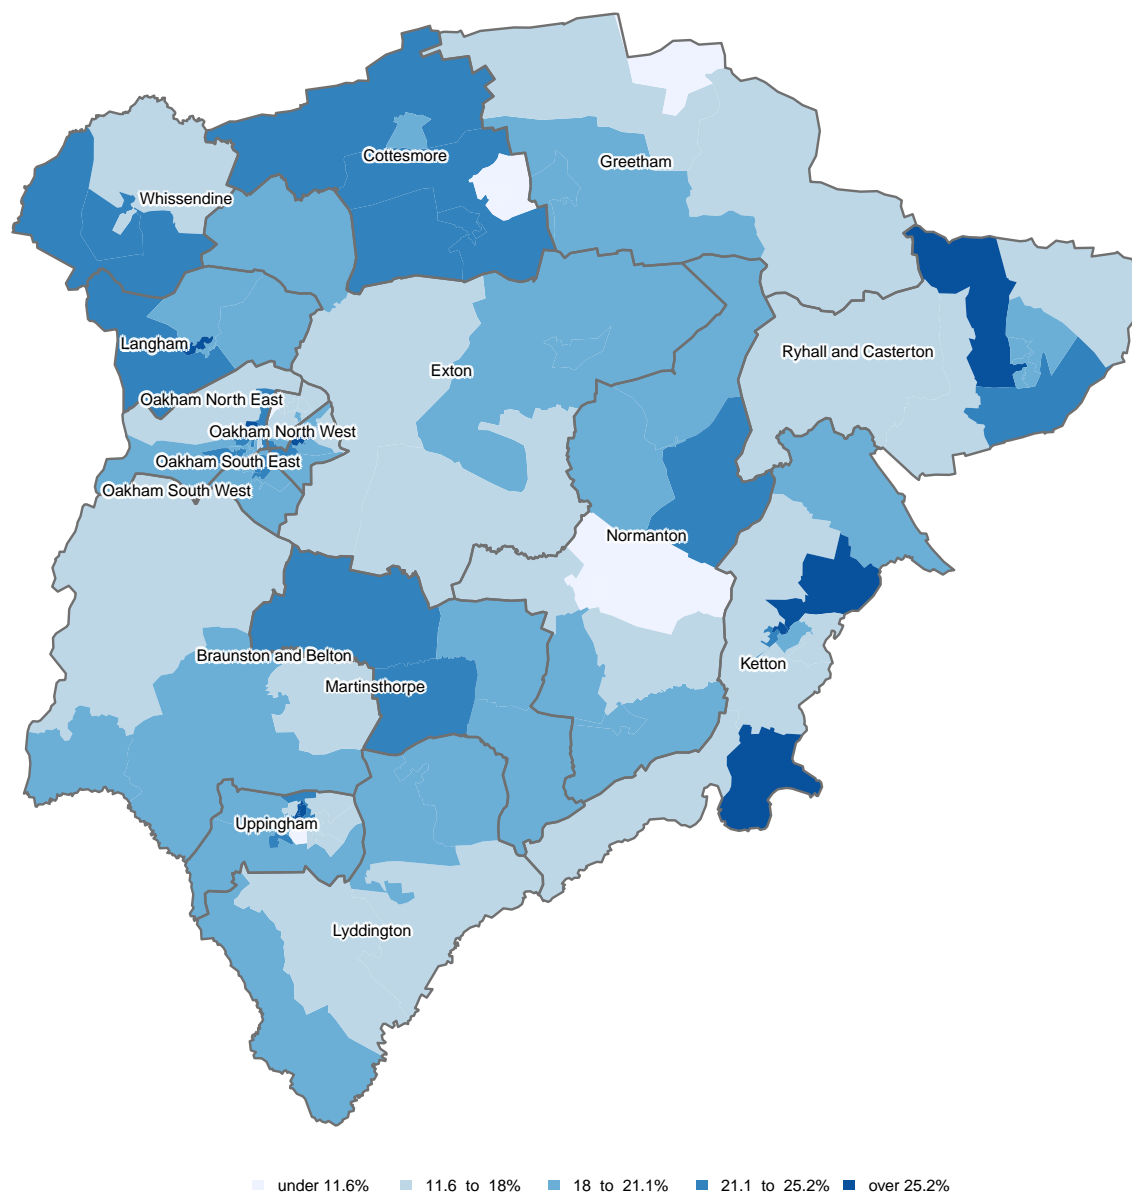 Cottesmore
Greetham
Whissendine
Langham
Ryhall and Casterton
Exton
Oakham North East
Oakham North West
Oakham South East
Oakham South West
Normanton
Braunston and Belton
Ketton
Martinsthorpe
Uppingham
Lyddington
under 11.6% 11.6 to 18% 18 to 21.1% 21.1 to 25.2% over 25.2%